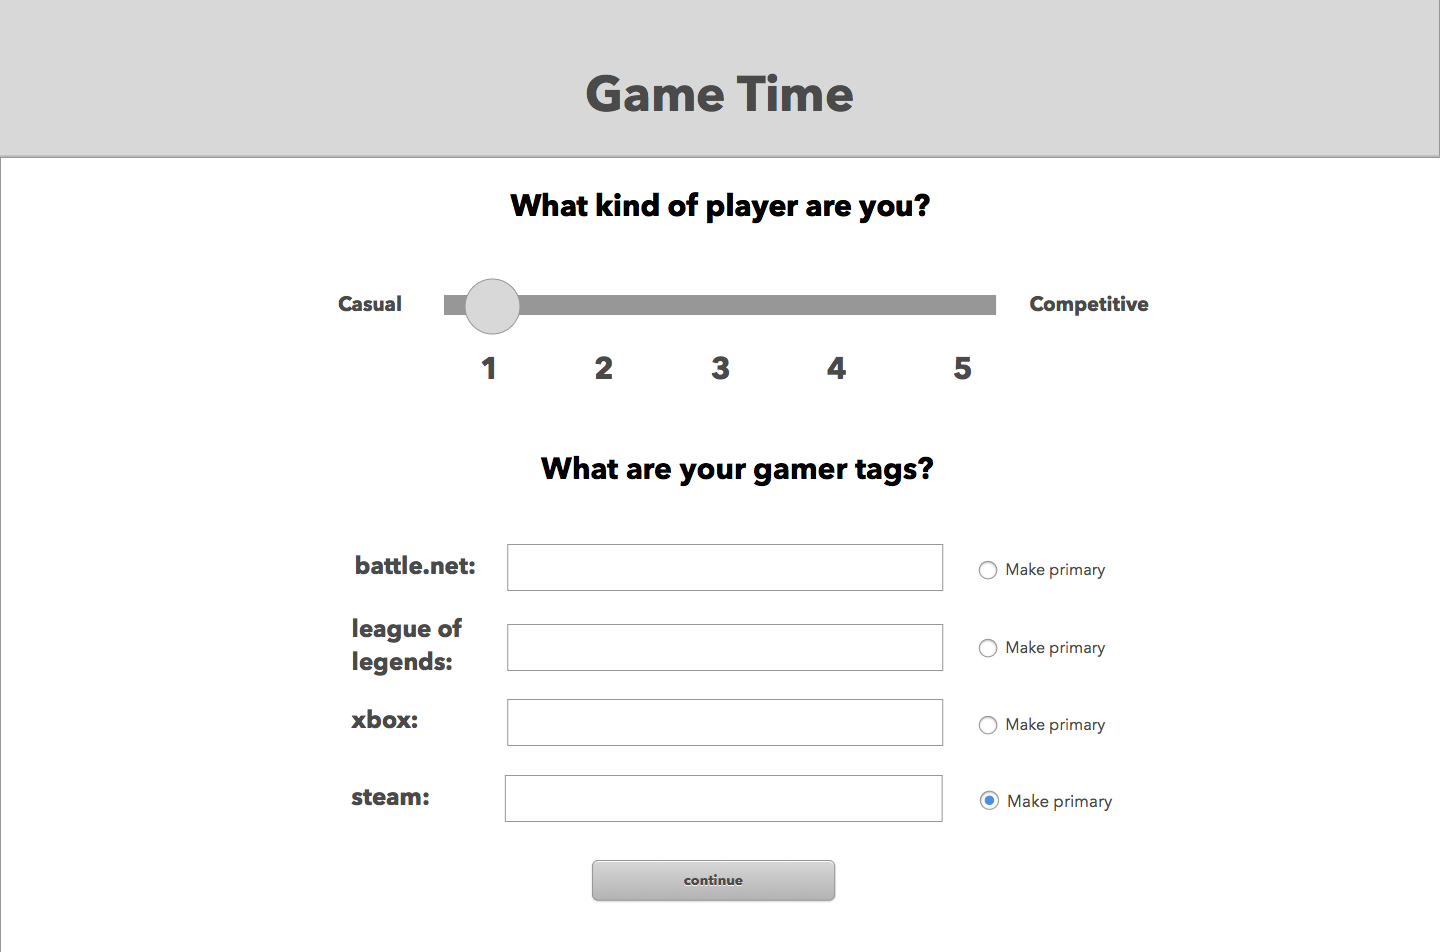 Game Time
What kind of player are you?
Casual
Competitive
1 2 3 4 5
What are your gamer tags?
battle.net:
Make primary
league of
legends:
Make primary
xbox:
Make primary
steam:
Make primary
continue